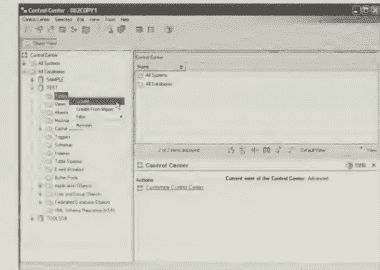 Control Center - DB2COPY1
Control Center Selected Edit View Tools Help
Object View
Control Center
All Systems
All Databases
SAMPLE
TEST
Tables
Views
Aliases
Cache
Triggers
Schemas
Indexes
Table Spaces
Event Monitors
Buffer Pools
Application Objects
User and Group Objects
Federated Database Objects
XML Schema Repository (XSR)
TOOLSDB
Create
Create From Import
Filter
Refresh
Control Center
Name
All Systems
All Databases
2 of 2 items displayed
Default View
View
Control Center
Actions
Customize Control Center
Current view of the Control Center: Advanced